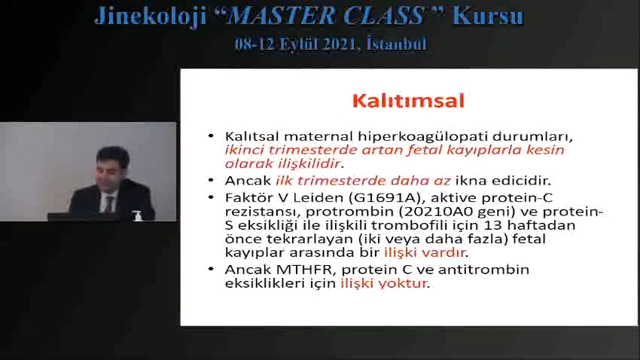 Jinekoloji “MASTER CLASS ” Kursu
08-12 Eylül 2021, İstanbul
Kalıtımsal
• Kalıtsal maternal hiperkoagülopati durumları,
ikinci trimesterde artan fetal kayıplarla kesin
olarak ilişkilidir.
• Ancak ilk trimesterde daha az ikna edicidir.
• Faktör V Leiden (G1691A), aktive protein-C
rezistansı, protrombin (20210A0 geni) ve protein-
S eksikliği ile ilişkili trombofili için 13 haftadan
önce tekrarlayan (iki veya daha fazla) fetal
kayıplar arasında bir ilişki vardır.
• Ancak MTHFR, protein C ve antitrombin
eksiklikleri için ilişki yoktur.